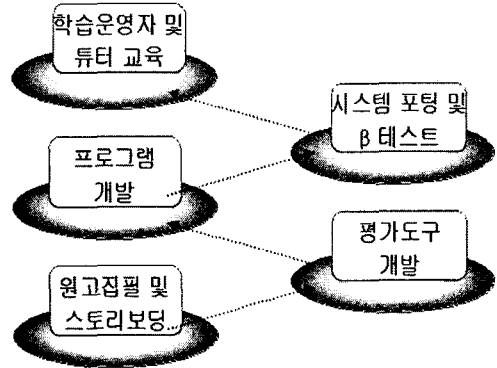 학습운영자 및
튜터 교육
시스템 포팅 및
β 테스트
프로그램
개발
평가도구
개발
원고집필 및
스토리보딩